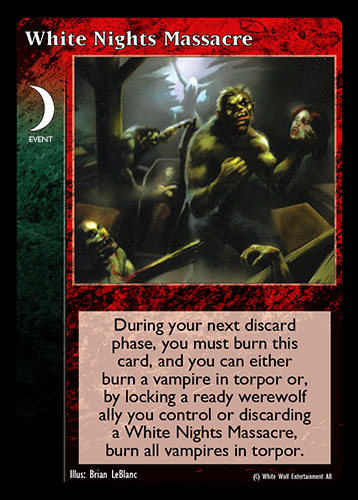 White Nights Massacre
EVENT
During your next discard
phase, you must burn this
card, and you can either
burn a vampire in torpor or,
by locking a ready werewolf
ally you control or discarding
a White Nights Massacre,
burn all vampires in torpor.
Illus: Brian LeBlanc
(C) White Wolf Entertainment AB